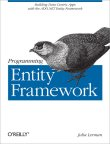 Building Data Centric Apps
with the ADO.NET Entity Framework
Programming
Entity
Framework
O'REILLY
Julia Lerman